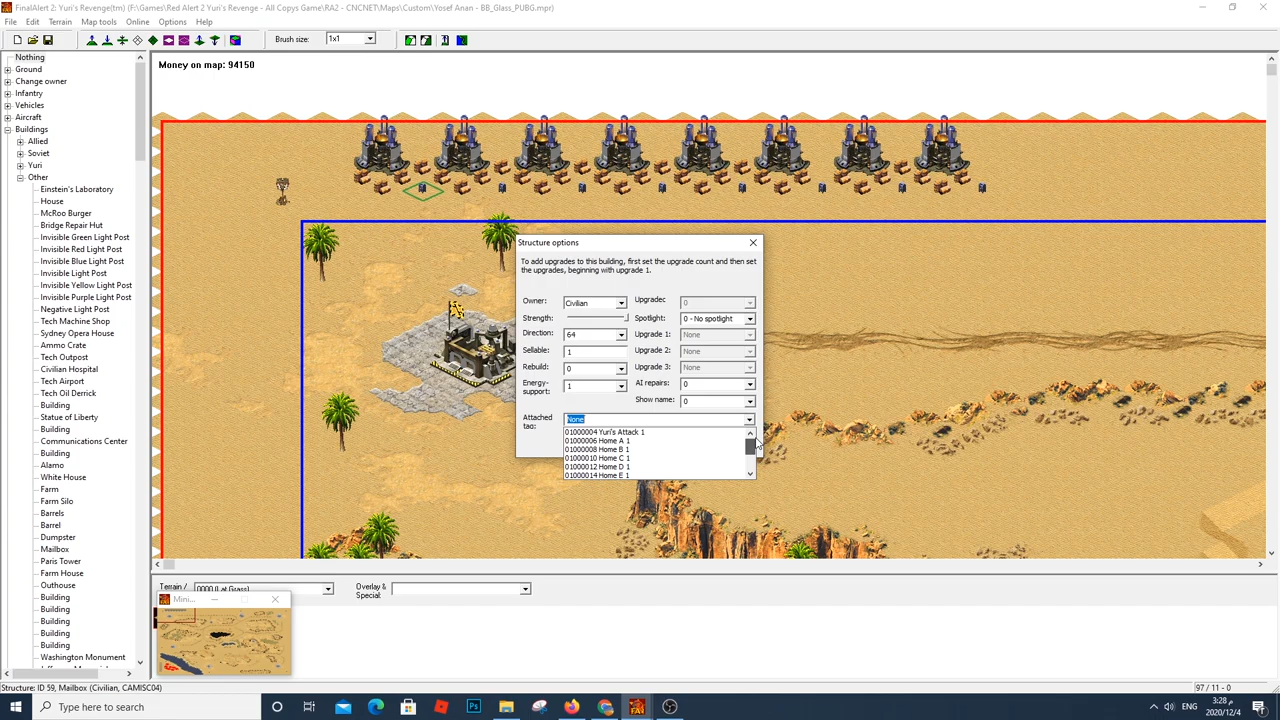 FinalAlert 2: Yuri's Revenge(tm) (F:\Games\Red Alert 2 Yuri's Revenge - All Copys Game\RA2 - CNCNET\Maps\Custom\Yosef Anan - BB_Glass_PUBG.mpr)
File Edit Terrain Map tools Online Options Help
Brush size: 1x1
Nothing
Ground
Change owner
Infantry
Vehicles
Aircraft
Buildings
Allied
Soviet
Yuri
Other
Einstein's Laboratory
House
McRoo Burger
Bridge Repair Hut
Invisible Green Light Post
Invisible Red Light Post
Invisible Blue Light Post
Invisible Light Post
Invisible Yellow Light Post
Invisible Purple Light Post
Negative Light Post
Tech Machine Shop
Sydney Opera House
Ammo Crate
Tech Outpost
Civilian Hospital
Tech Airport
Tech Oil Derrick
Building
Statue of Liberty
Building
Communications Center
Building
Alamo
White House
Farm
Farm Silo
Barrels
Barrel
Dumpster
Mailbox
Paris Tower
Farm House
Outhouse
Building
Building
Building
Building
Building
Washington Monument
Money on map: 94150
Structure options
To add upgrades to this building, first set the upgrade count and then set
the upgrades, beginning with upgrade 1.
Owner: Civilian Upgradec 0
Strength: Spotlight: 0 - No spotlight
Direction: 64 Upgrade 1: None
Sellable: 1 Upgrade 2: None
Rebuild: 0 Upgrade 3: None
Energy-
support: 1 AI repairs: 0
Show name: 0
Attached
tag: None
01000004 Yuri's Attack 1
01000006 Home A 1
01000008 Home B 1
01000010 Home C 1
01000012 Home D 1
01000014 Home E 1
Terrain / 0000 (Lat Grass) Overlay &
Special:
Mini...
Structure: ID 59, Mailbox (Civilian, CAMISC04) 97 / 11 - 0
Type here to search
ENG
3:28 م
2020/12/4